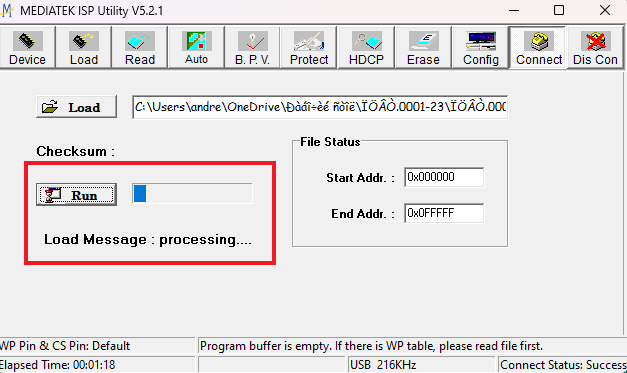 MEDIATEK ISP Utility V5.2.1
Device Load Read Auto B. P. V. Protect HDCP Erase Config Connect Dis Con
Load C:\Users\andre\OneDrive\Ðàáî÷èé ñòîë\ÏÖÂÒ.0001-23\ÏÖÂÒ.000
Checksum :
File Status
Run
Start Addr. : 0x000000
End Addr. : 0x0FFFFF
Load Message : processing....
WP Pin & CS Pin: Default Program buffer is empty. If there is WP table, please read file first.
Elapsed Time: 00:01:18 USB 216KHz Connect Status: Success